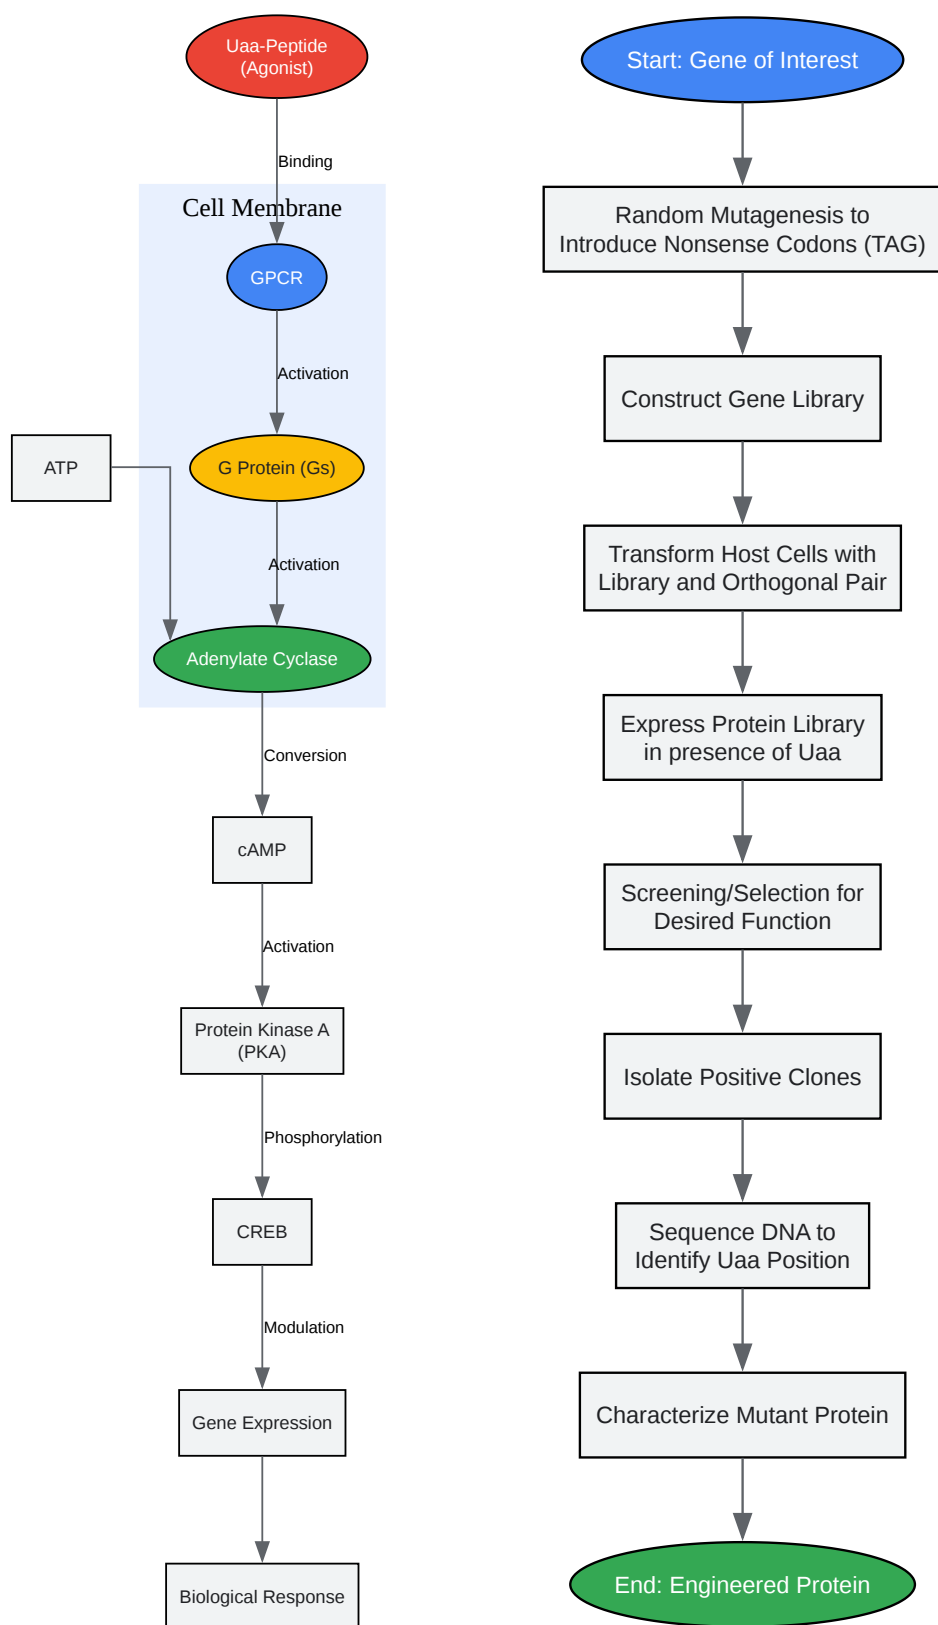 Uaa-Peptide
(Agonist)
Binding
Cell Membrane
GPCR
Activation
ATP
G Protein (Gs)
Activation
Adenylate Cyclase
Conversion
cAMP
Activation
Protein Kinase A
(PKA)
Phosphorylation
CREB
Modulation
Gene Expression
Biological Response
Start: Gene of Interest
Random Mutagenesis to
Introduce Nonsense Codons (TAG)
Construct Gene Library
Transform Host Cells with
Library and Orthogonal Pair
Express Protein Library
in presence of Uaa
Screening/Selection for
Desired Function
Isolate Positive Clones
Sequence DNA to
Identify Uaa Position
Characterize Mutant Protein
End: Engineered Protein